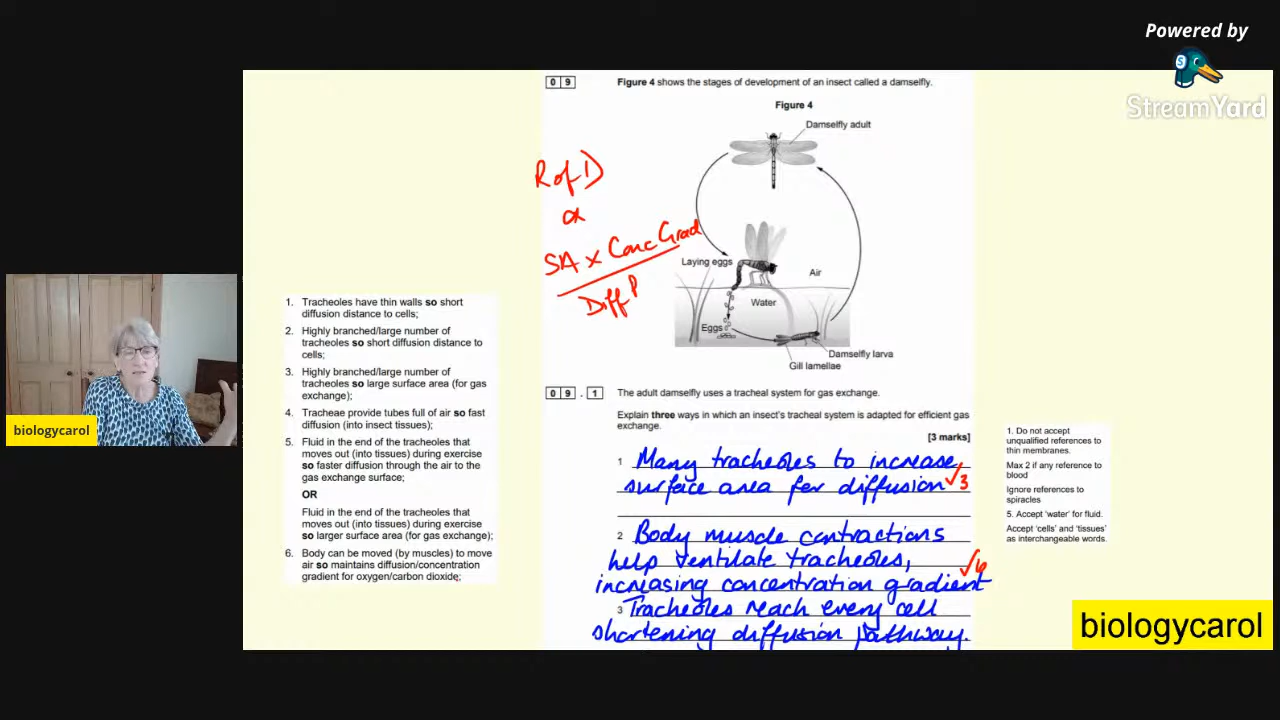 Powered by
StreamYard
0 9
Figure 4 shows the stages of development of an insect called a damselfly.
Figure 4
Damselfly adult
Laying eggs
Air
Water
Eggs
Damselfly larva
Gill lamellae
R of D
∝
SA x Conc Grad
Diff P
0 9 . 1
The adult damselfly uses a tracheal system for gas exchange.
Explain three ways in which an insect's tracheal system is adapted for efficient gas
exchange.
[3 marks]
1 Many tracheoles to increase
surface area for diffusion ✓3
2 Body muscle contractions
help ventilate tracheoles,
increasing concentration gradient ✓6
3 Tracheoles reach every cell
shortening diffusion pathway.
1. Tracheoles have thin walls so short
diffusion distance to cells;
2. Highly branched/large number of
tracheoles so short diffusion distance to
cells;
3. Highly branched/large number of
tracheoles so large surface area (for gas
exchange);
4. Tracheae provide tubes full of air so fast
diffusion (into insect tissues);
5. Fluid in the end of the tracheoles that
moves out (into tissues) during exercise
so faster diffusion through the air to the
gas exchange surface;
OR
Fluid in the end of the tracheoles that
moves out (into tissues) during exercise
so larger surface area (for gas exchange);
6. Body can be moved (by muscles) to move
air so maintains diffusion/concentration
gradient for oxygen/carbon dioxide;
1. Do not accept
unqualified references to
thin membranes.
Max 2 if any reference to
blood
Ignore references to
spiracles
5. Accept 'water' for fluid.
Accept 'cells' and 'tissues'
as interchangeable words.
biologycarol
biologycarol